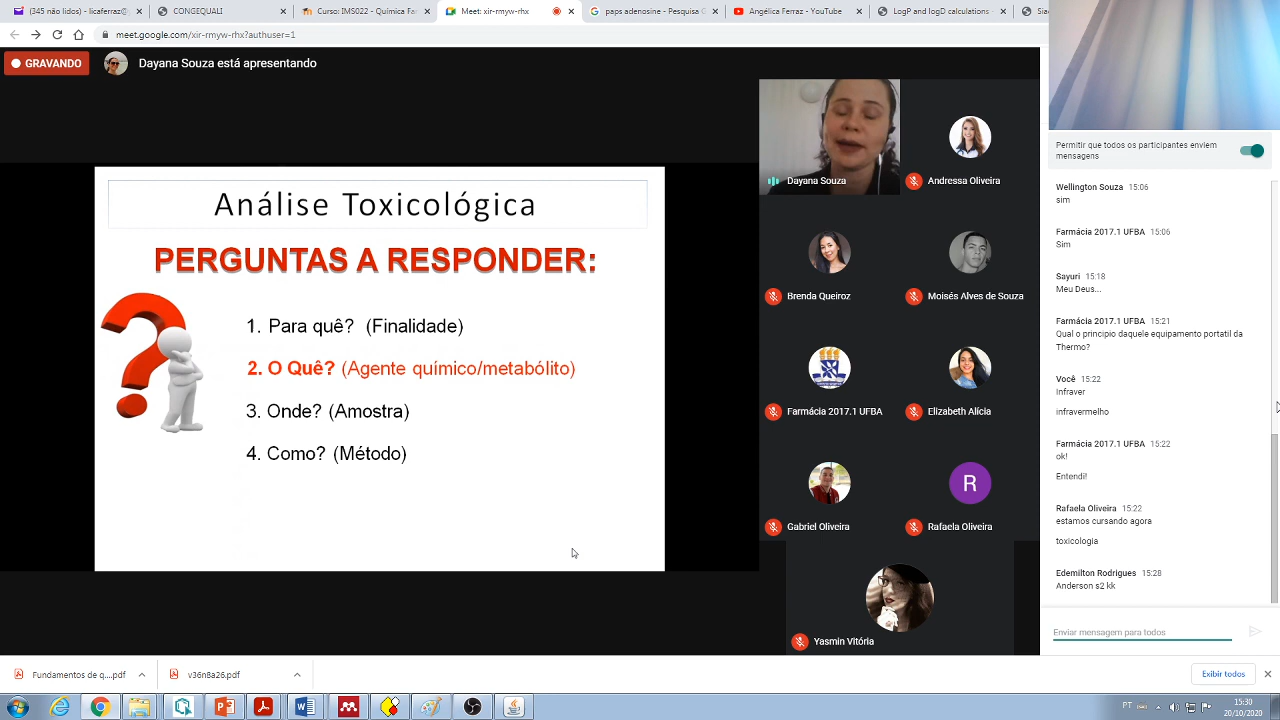 (345 não lidos) - licaferraz@
CONGEQUALI
Curso: IMS022 - Química Fa
Meet: xir-rmyw-rhx
paps adenosine - Pesquisa G
Angélica Ferraz - YouTube
LogP and logD calculations
meet.google.com/xir-rmyw-rhx?authuser=1
GRAVANDO
Dayana Souza está apresentando
Análise Toxicológica
PERGUNTAS A RESPONDER:
1. Para quê? (Finalidade)
2. O Quê? (Agente químico/metabólito)
3. Onde? (Amostra)
4. Como? (Método)
Dayana Souza
Andressa Oliveira
Brenda Queiroz
Moisés Alves de Souza
Farmácia 2017.1 UFBA
Elizabeth Alícia
Gabriel Oliveira
R
Rafaela Oliveira
Yasmin Vitória
Permitir que todos os participantes enviem
mensagens
Wellington Souza 15:06
sim
Farmácia 2017.1 UFBA 15:06
Sim
Sayuri 15:18
Meu Deus...
Farmácia 2017.1 UFBA 15:21
Qual o principio daquele equipamento portatil da
Thermo?
Você 15:22
Infraver
infravermelho
Farmácia 2017.1 UFBA 15:22
ok!
Entendi!
Rafaela Oliveira 15:22
estamos cursando agora
toxicologia
Edemilton Rodrigues 15:28
Anderson s2 kk
Enviar mensagem para todos
Fundamentos de q....pdf
v36n8a26.pdf
Exibir todos
PT
15:30
20/10/2020